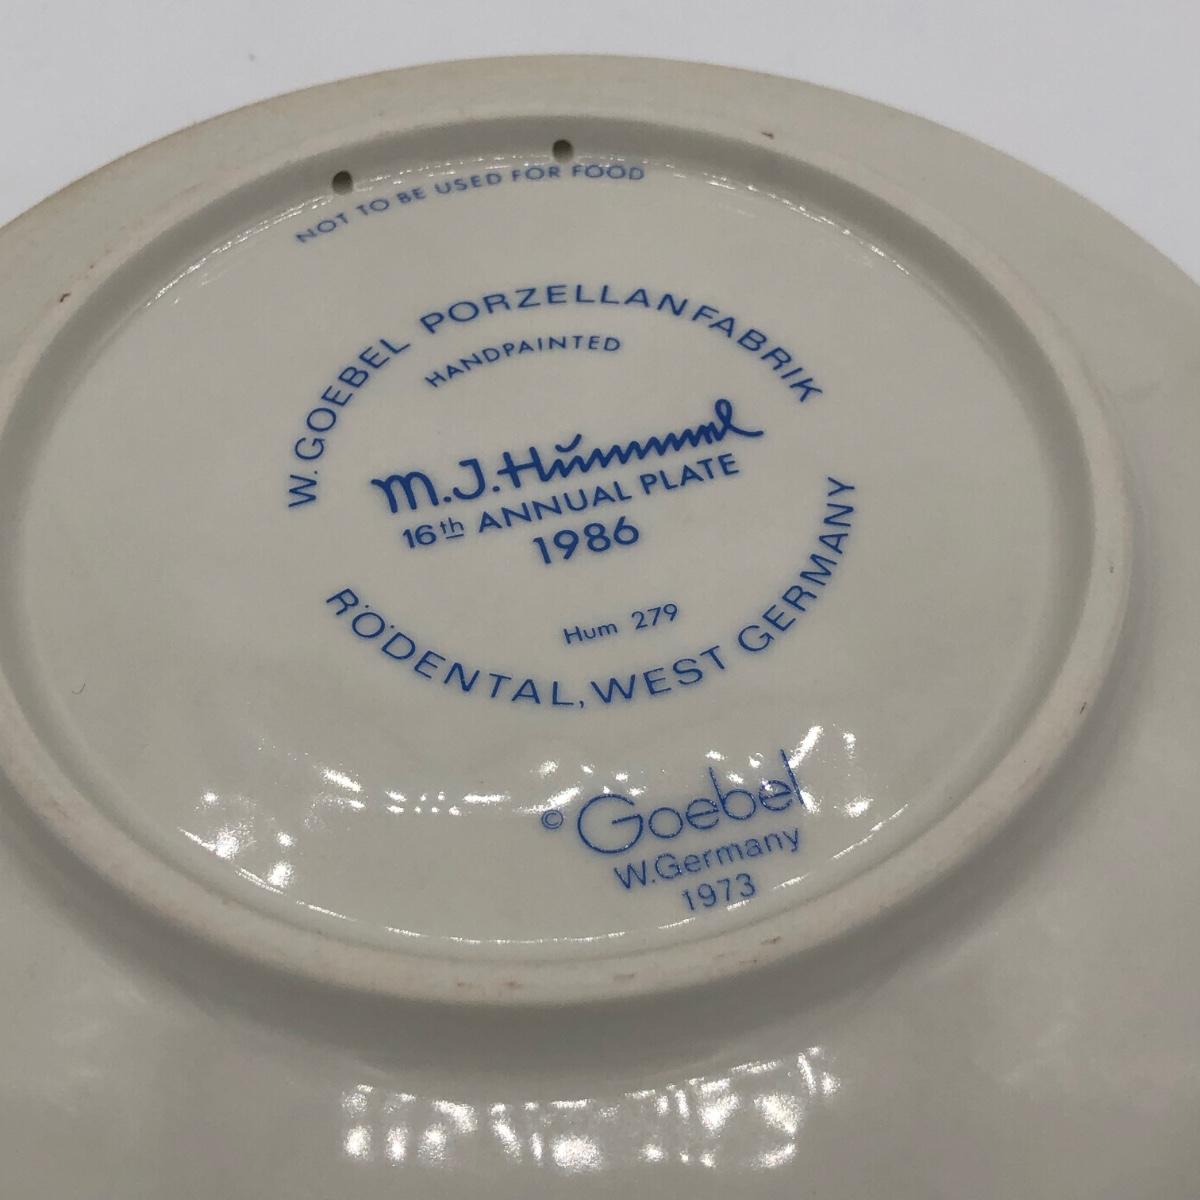 NOT TO BE USED FOR FOOD
W. GOEBEL PORZELLANFABRIK
HANDPAINTED
M.J.Hummel
16th ANNUAL PLATE
1986
Hum 279
RÖDENTAL, WEST GERMANY
© Goebel
W.Germany
1973